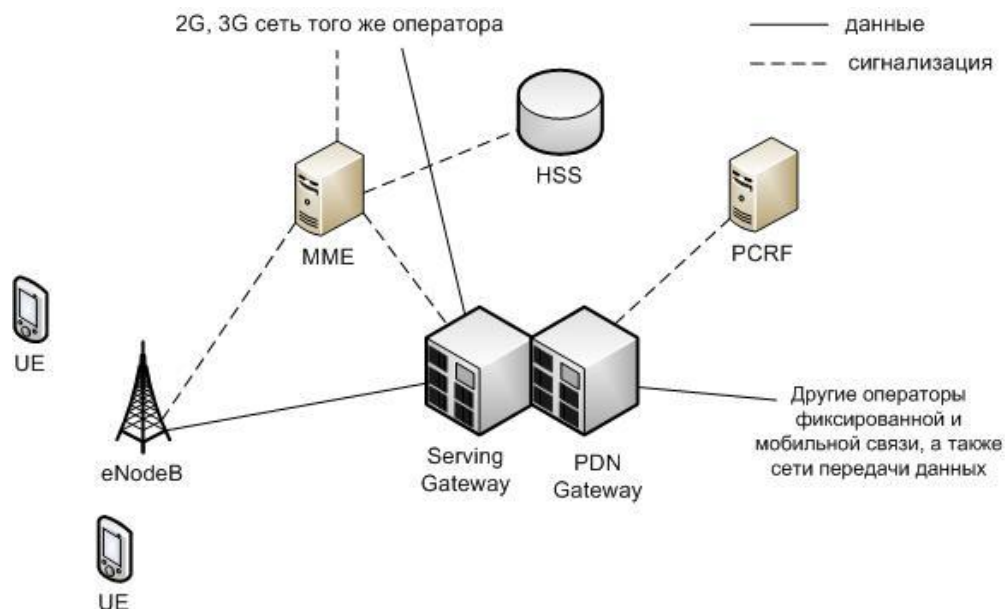 2G, 3G сеть того же оператора
данные
сигнализация
HSS
MME
PCRF
UE
eNodeB
Serving
Gateway
PDN
Gateway
Другие операторы
фиксированной и
мобильной связи, а также
сети передачи данных
UE